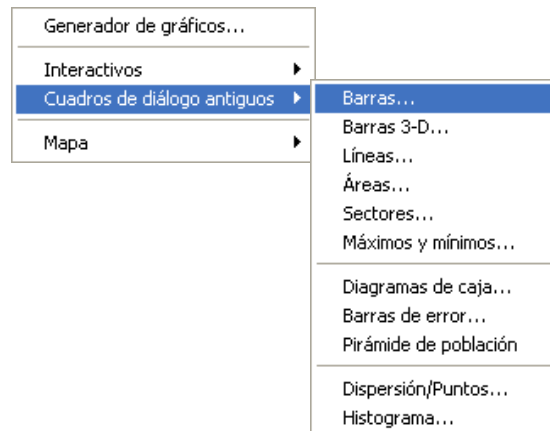 Generador de gráficos...
Interactivos
Cuadros de diálogo antiguos
Mapa
Barras...
Barras 3-D...
Líneas...
Áreas...
Sectores...
Máximos y mínimos...
Diagramas de caja...
Barras de error...
Pirámide de población
Dispersión/Puntos...
Histograma...